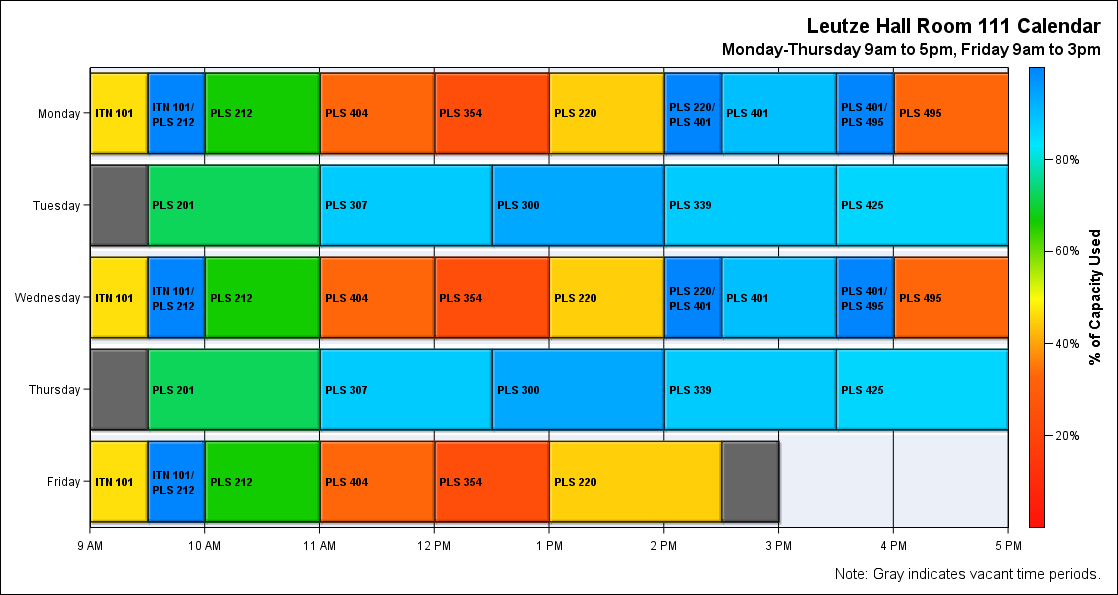 Leutze Hall Room 111 Calendar
Monday-Thursday 9am to 5pm, Friday 9am to 3pm
Monday
ITN 101
ITN 101/
PLS 212
PLS 212
PLS 404
PLS 354
PLS 220
PLS 220/
PLS 401
PLS 401
PLS 401/
PLS 495
PLS 495
Tuesday
PLS 201
PLS 307
PLS 300
PLS 339
PLS 425
Wednesday
ITN 101
ITN 101/
PLS 212
PLS 212
PLS 404
PLS 354
PLS 220
PLS 220/
PLS 401
PLS 401
PLS 401/
PLS 495
PLS 495
Thursday
PLS 201
PLS 307
PLS 300
PLS 339
PLS 425
Friday
ITN 101
ITN 101/
PLS 212
PLS 212
PLS 404
PLS 354
PLS 220
9 AM
10 AM
11 AM
12 PM
1 PM
2 PM
3 PM
4 PM
5 PM
80%
60%
40%
20%
% of Capacity Used
Note: Gray indicates vacant time periods.